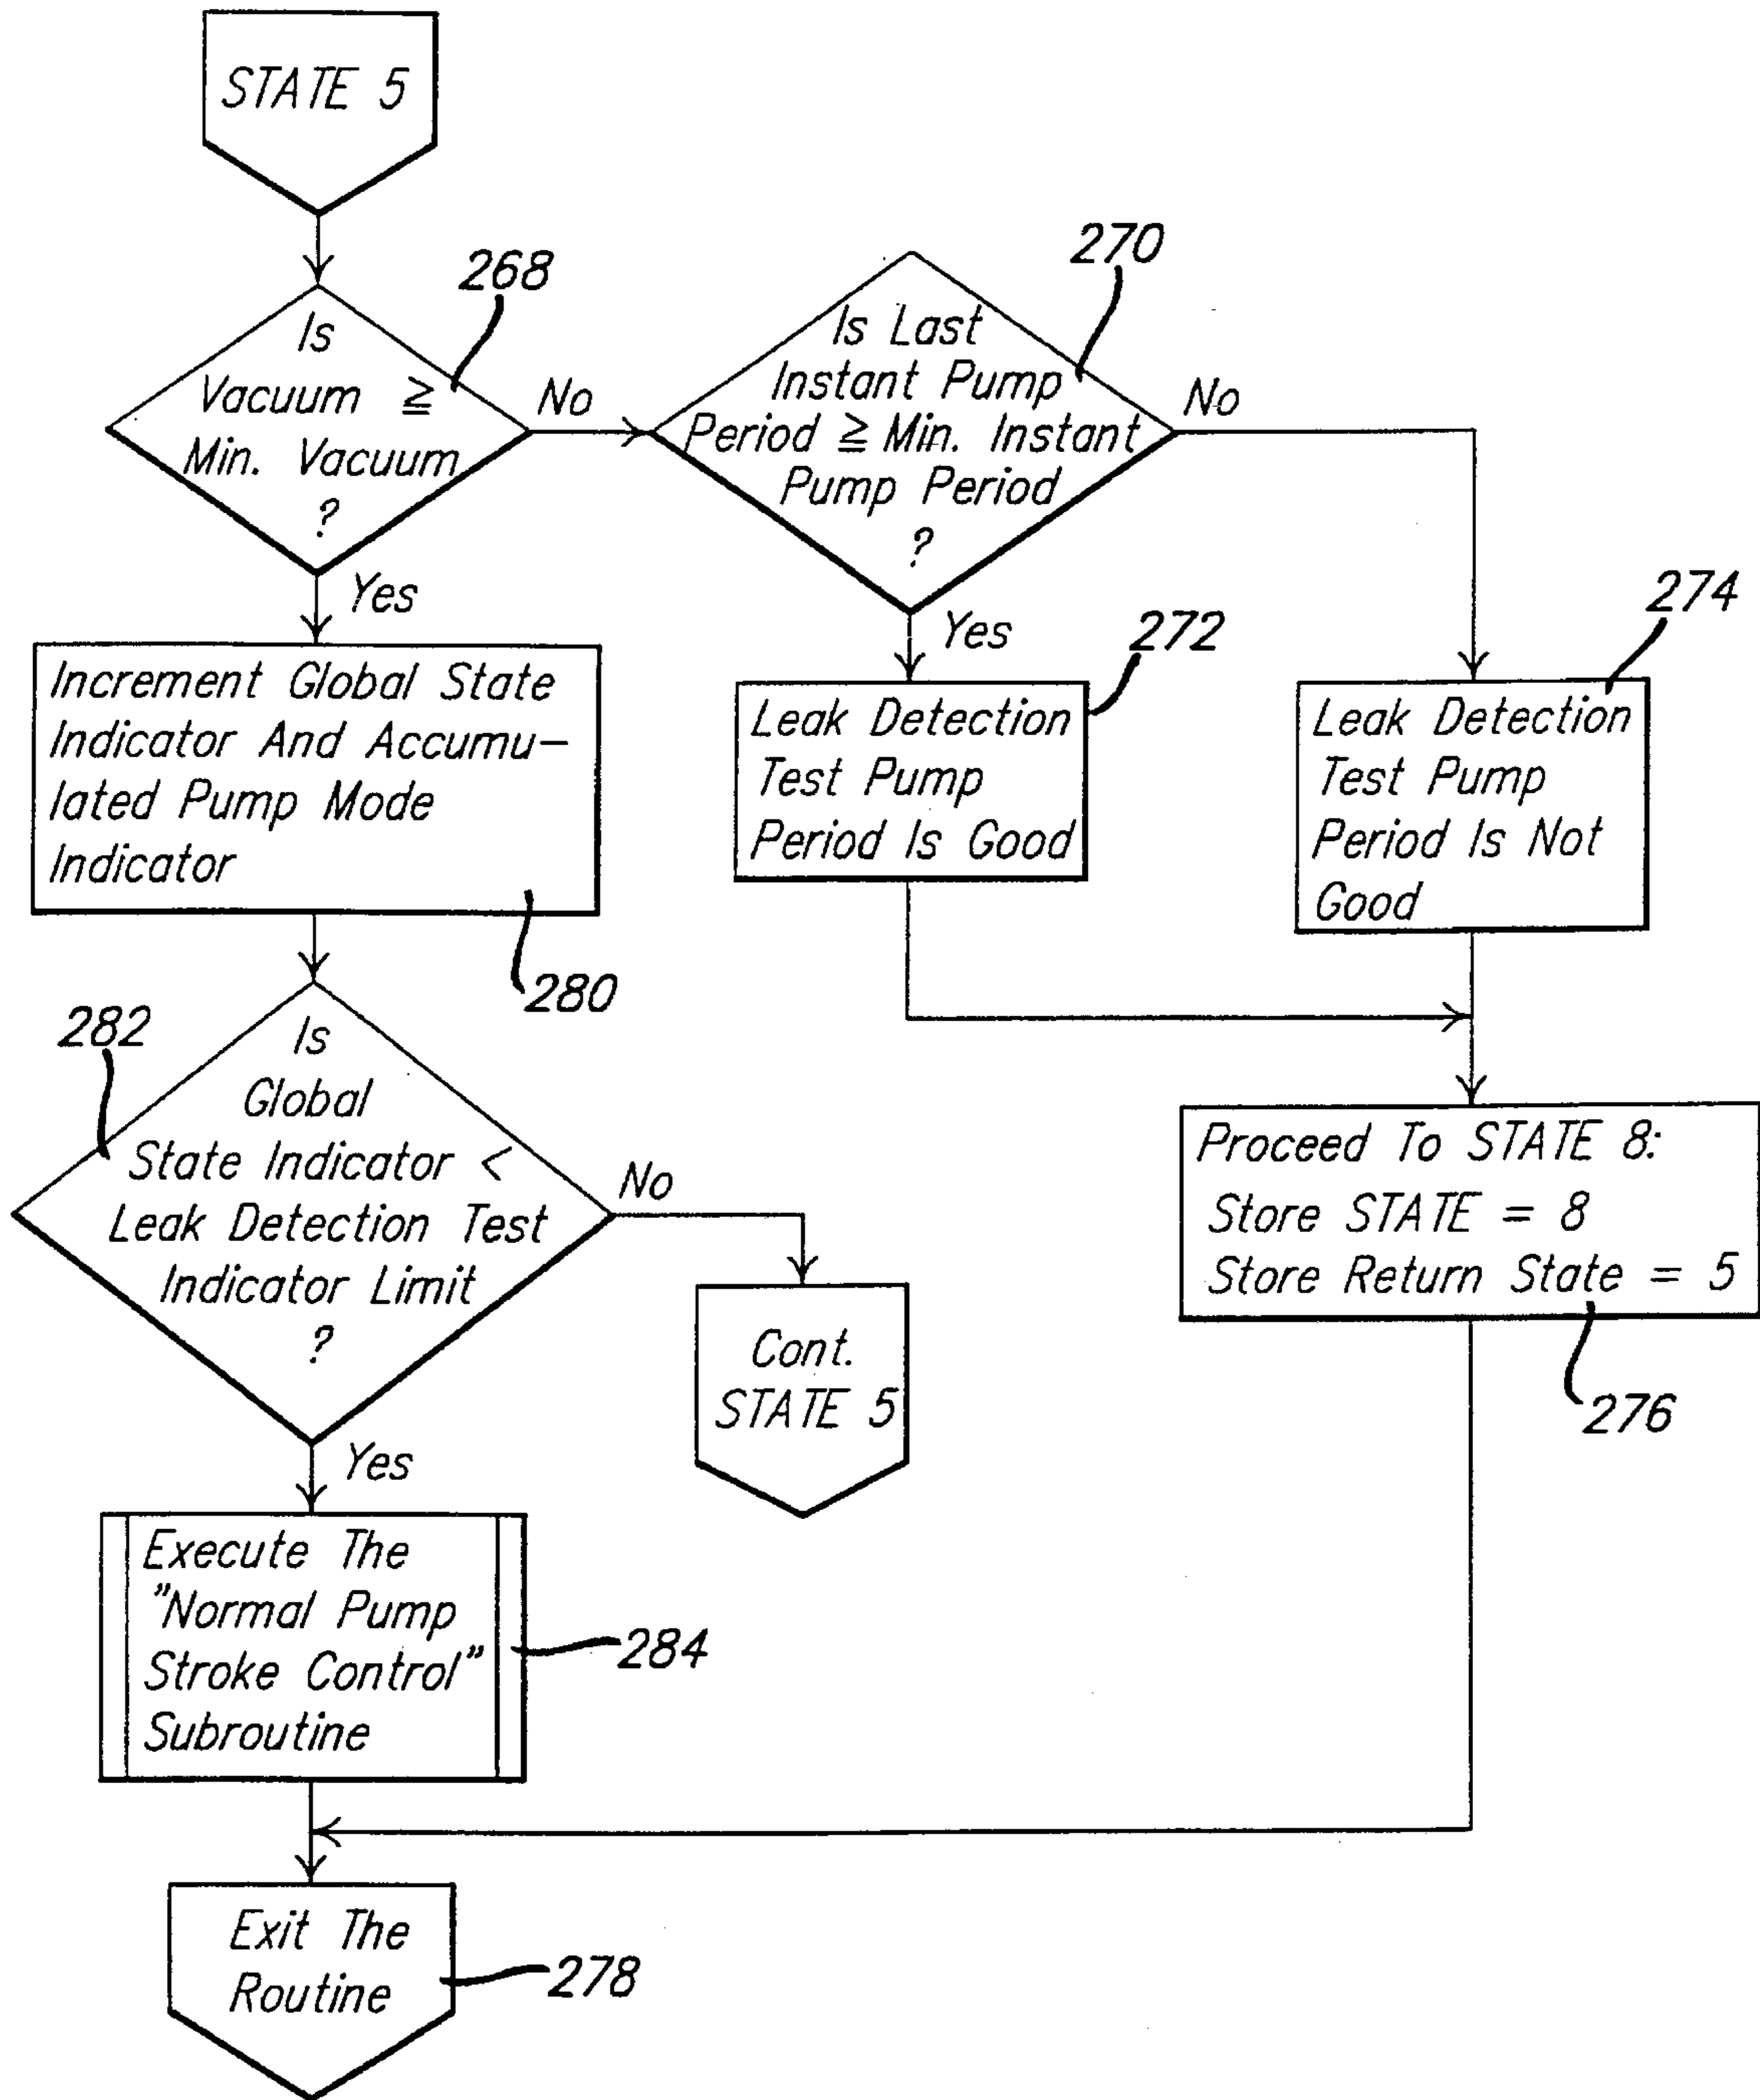 STATE 5
268
Is
Vacuum ≧
Min. Vacuum
?
No
Yes
270
Is Last
Instant Pump
Period ≧ Min. Instant
Pump Period
?
No
Yes
Increment Global State
Indicator And Accumu-
lated Pump Mode
Indicator
280
272
Leak Detection
Test Pump
Period Is Good
274
Leak Detection
Test Pump
Period Is Not
Good
282
Is
Global
State Indicator <
Leak Detection Test
Indicator Limit
?
No
Yes
Cont.
STATE 5
Proceed To STATE 8:
Store STATE = 8
Store Return State = 5
276
Execute The
"Normal Pump
Stroke Control"
Subroutine
284
Exit The
Routine
278